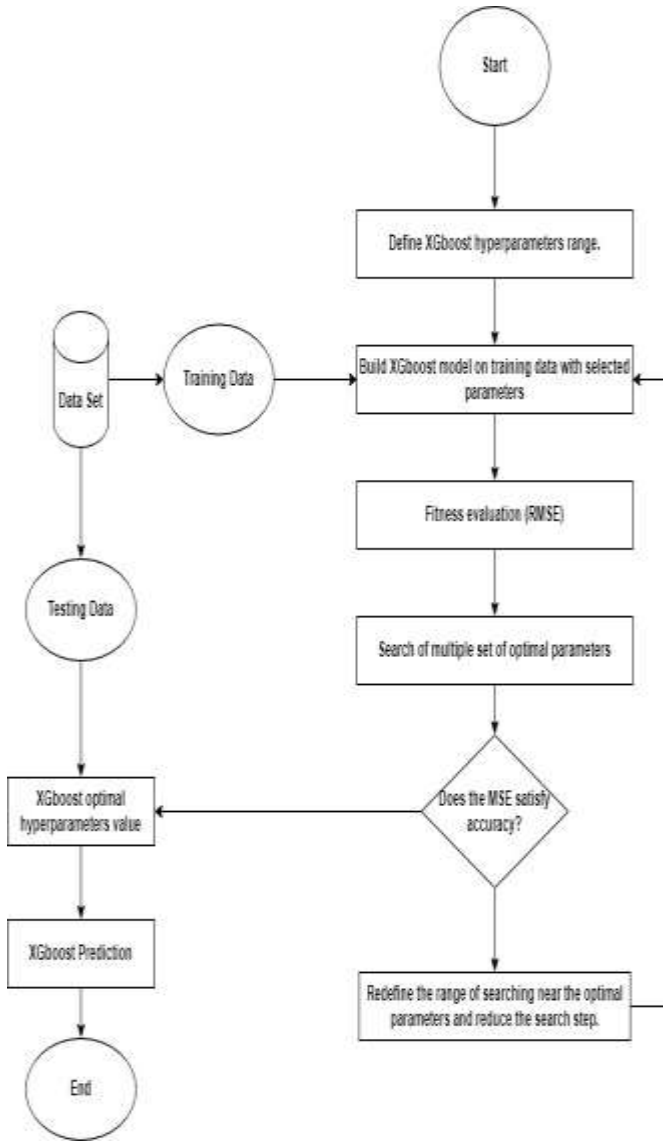 Start
Define XGboost hyperparameters range.
Data Set
Training Data
Build XGboost model on training data with selected
parameters
Fitness evaluation (RMSE)
Testing Data
Search of multiple set of optimal parameters
XGboost optimal
hyperparameters value
Does the MSE satisfy
accuracy?
XGboost Prediction
Redefine the range of searching near the optimal
parameters and reduce the search step.
End